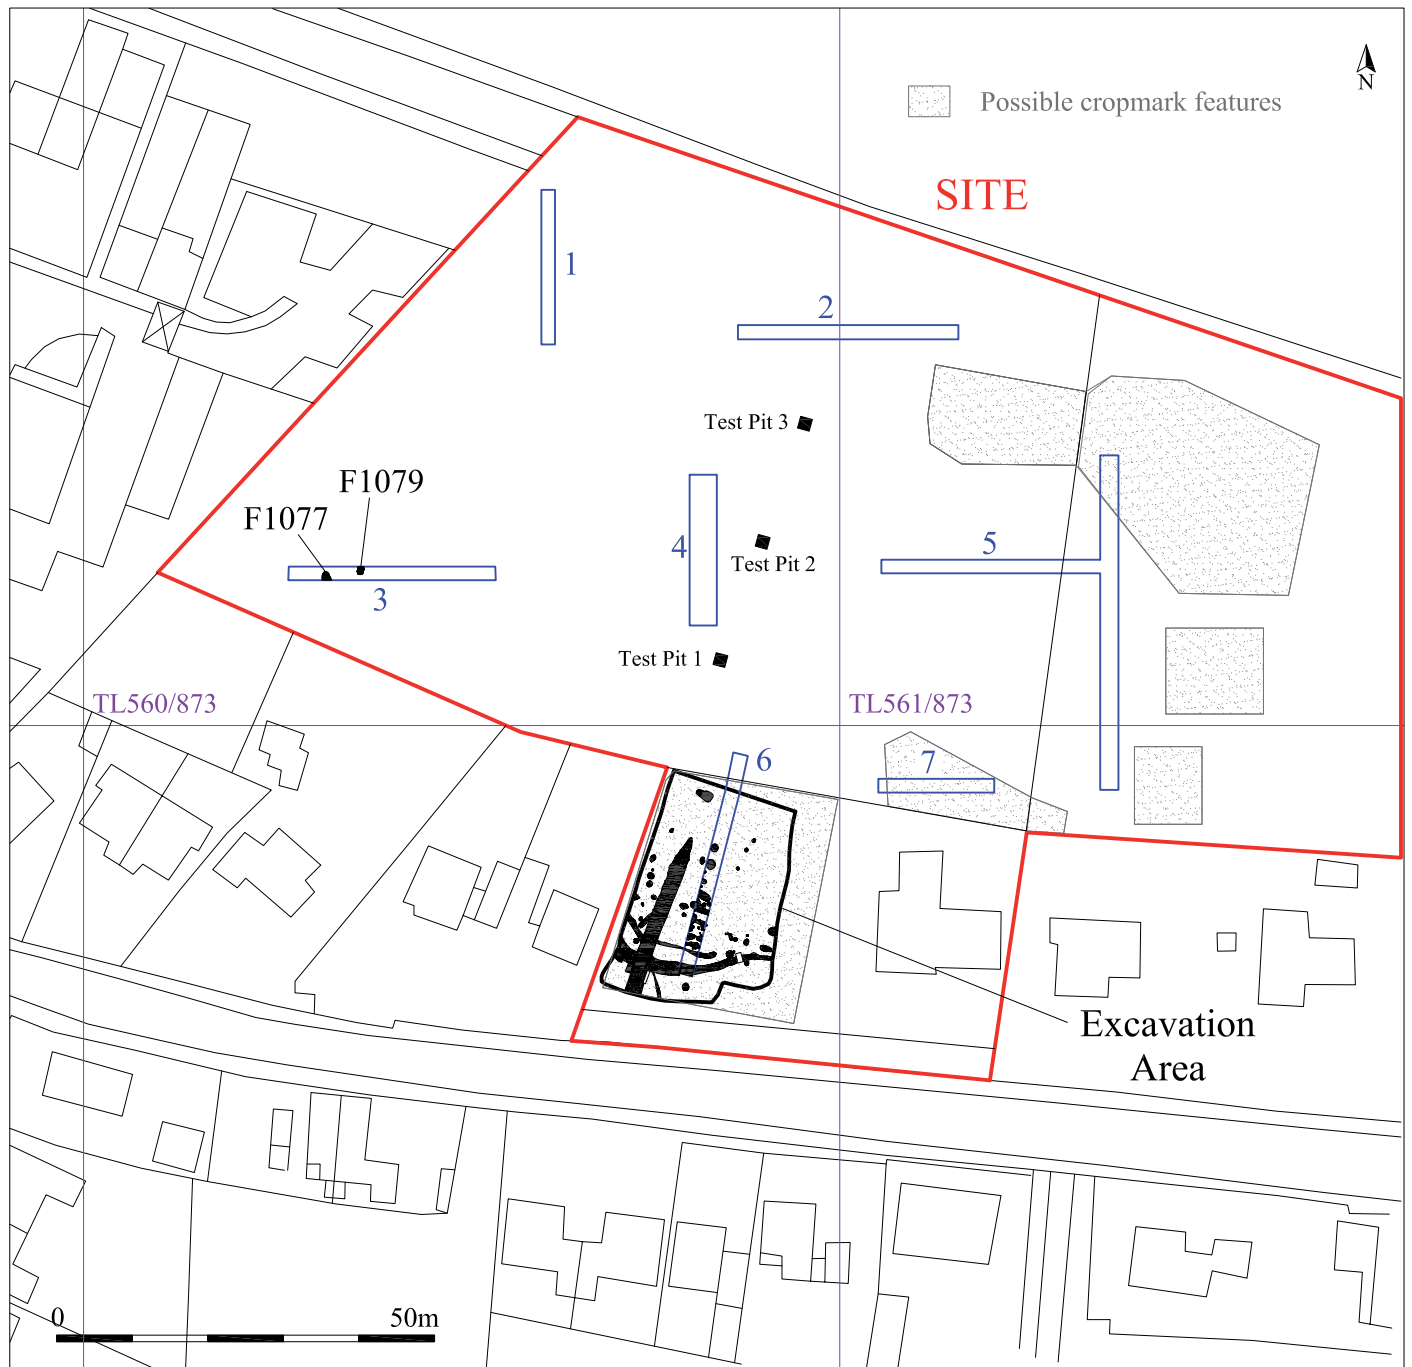 N
Possible cropmark features
SITE
1
2
Test Pit 3
F1079
F1077
4
5
Test Pit 2
3
Test Pit 1
TL560/873
TL561/873
6
7
Excavation
Area
0
50m